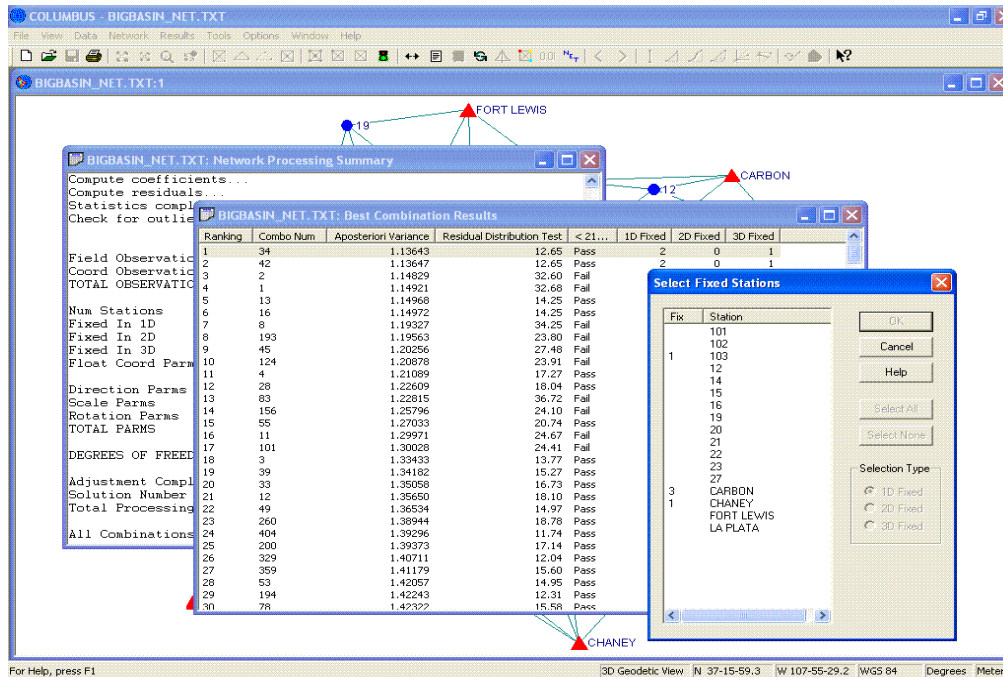 COLUMBUS - BIGBASIN_NET.TXT
File View Data Network Results Tools Options Window Help
BIGBASIN_NET.TXT:1
FORT LEWIS
19
CARBON
12
BIGBASIN_NET.TXT: Network Processing Summary
Compute coefficients...
Compute residuals...
Statistics compl
Check for outlie
Field Observatio
Coord Observatio
TOTAL OBSERVATIO
Num Stations
Fixed In 1D
Fixed In 2D
Fixed In 3D
Float Coord Parm
Direction Parms
Scale Parms
Rotation Parms
TOTAL PARMS
DEGREES OF FREED
Adjustment Compl
Solution Number
Total Processing
All Combinations
BIGBASIN_NET.TXT: Best Combination Results
Ranking Combo Num Aposteriori Variance Residual Distribution Test < 21... 1D Fixed 2D Fixed 3D Fixed
1 34 1.13643 12.65 Pass 2 0 1
2 42 1.13647 12.65 Pass 2 0 1
3 2 1.14829 32.60 Fail
4 1 1.14921 32.68 Fail
5 13 1.14968 14.25 Pass
6 16 1.14972 14.25 Pass
7 8 1.19327 34.25 Fail
8 193 1.19563 23.80 Fail
9 45 1.20256 27.48 Fail
10 124 1.20878 23.91 Fail
11 4 1.21089 17.27 Pass
12 28 1.22609 18.04 Pass
13 83 1.22815 36.72 Fail
14 156 1.25796 24.10 Fail
15 55 1.27033 20.74 Pass
16 11 1.29971 24.67 Fail
17 101 1.30028 24.41 Fail
18 3 1.33433 13.77 Pass
19 39 1.34182 15.27 Pass
20 33 1.35058 16.73 Pass
21 12 1.35650 18.10 Pass
22 49 1.36534 14.97 Pass
23 260 1.38944 18.78 Pass
24 404 1.39296 11.74 Pass
25 200 1.39373 17.14 Pass
26 329 1.40711 12.04 Pass
27 359 1.41179 15.60 Pass
28 53 1.42057 14.95 Pass
29 194 1.42243 12.31 Pass
30 78 1.42322 15.58 Pass
Select Fixed Stations
Fix Station
101
102
1 103
12
14
15
16
19
20
21
22
23
27
3 CARBON
1 CHANEY
FORT LEWIS
LA PLATA
OK
Cancel
Help
Select All
Select None
Selection Type
1D Fixed
2D Fixed
3D Fixed
CHANEY
For Help, press F1
3D Geodetic View N 37-15-59.3 W 107-55-29.2 WGS 84 Degrees Meter